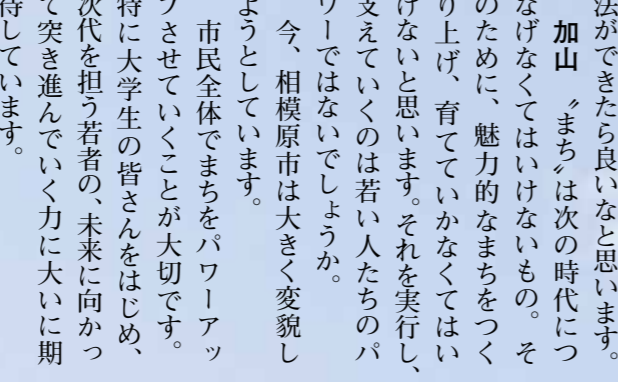 法ができたら良いなと思います。
加山　〝まち〟は次の時代につ
なげなくてはいけないもの。そ
のために、魅力的なまちをつく
り上げ、育てていかなくてはい
けないと思います。それを実行し、
支えていくのは若い人たちのパ
ワーではないでしょうか。
今、相模原市は大きく変貌し
ようとしています。
市民全体でまちをパワーアッ
プさせていくことが大切です。
特に大学生の皆さんをはじめ、
次代を担う若者の、未来に向かっ
て突き進んでいく力に大いに期
待しています。